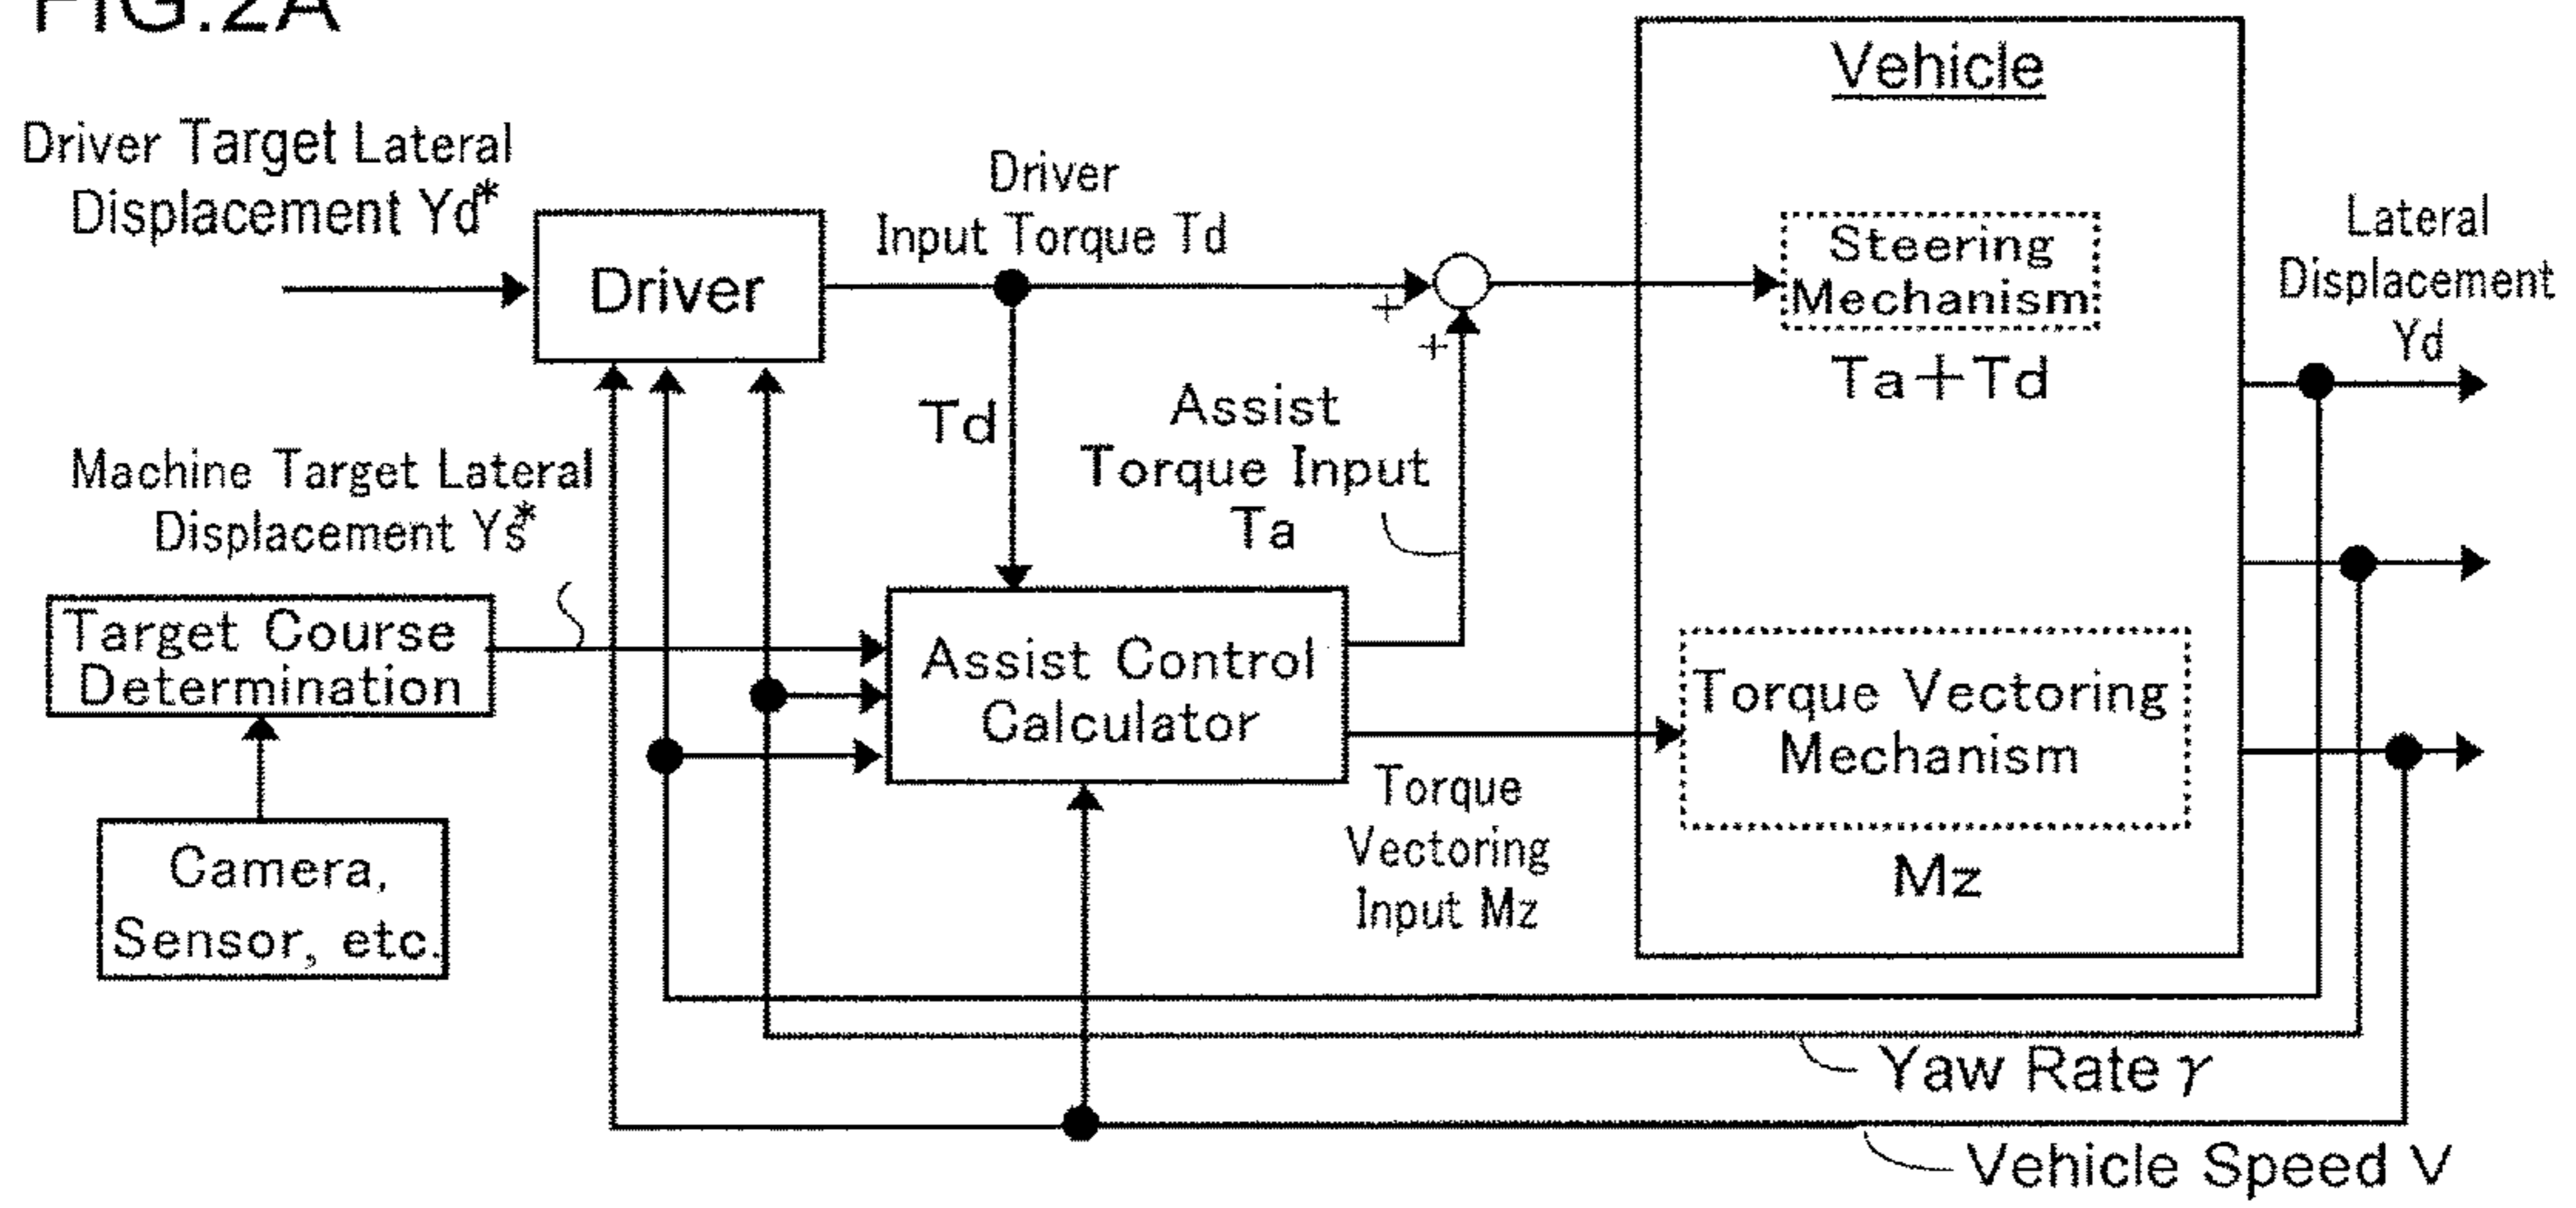 FIG.2A
Vehicle
Driver Target Lateral
Displacement Yd*
Driver
Input Torque Td
Driver
Steering
Mechanism
Ta+Td
Lateral
Displacement
Yd
+
+
Td
Assist
Torque Input
Ta
Machine Target Lateral
Displacement Ys*
Target Course
Determination
Assist Control
Calculator
Torque Vectoring
Mechanism
Mz
Torque
Vectoring
Input Mz
Camera,
Sensor, etc.
Yaw Rate γ
Vehicle Speed V